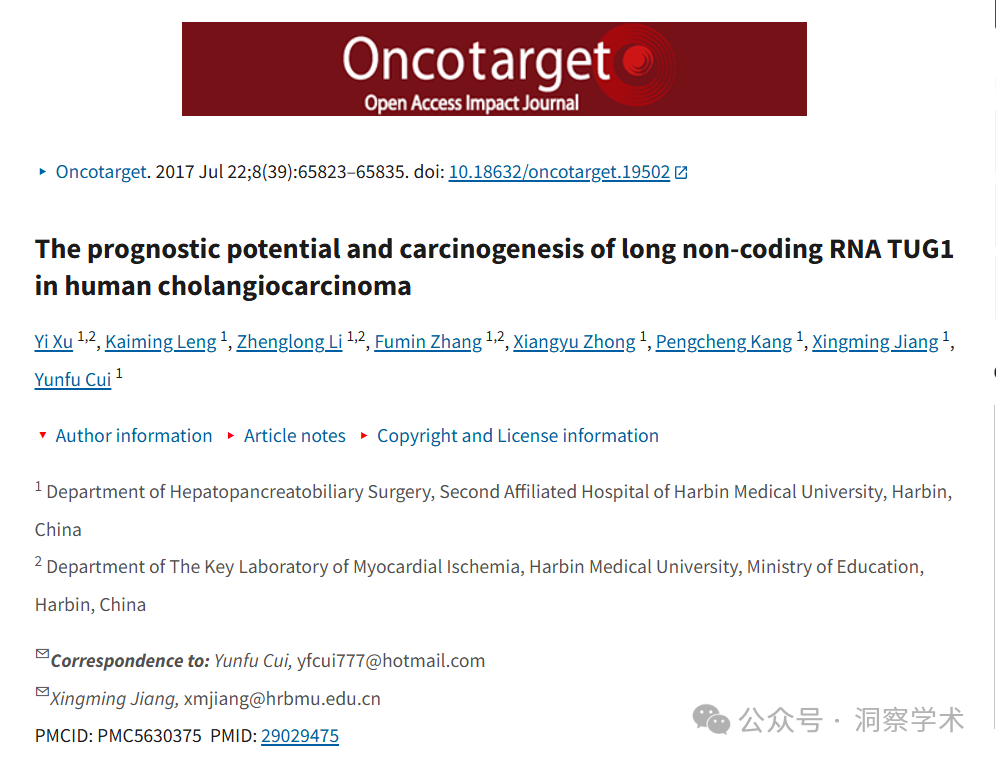 Oncotarget
Open Access Impact Journal
Oncotarget. 2017 Jul 22;8(39):65823–65835. doi: 10.18632/oncotarget.19502
The prognostic potential and carcinogenesis of long non-coding RNA TUG1
in human cholangiocarcinoma
Yi Xu 1,2, Kaiming Leng 1, Zhenglong Li 1,2, Fumin Zhang 1,2, Xiangyu Zhong 1, Pengcheng Kang 1, Xingming Jiang 1,
Yunfu Cui 1
Author information Article notes Copyright and License information
1 Department of Hepatopancreatobiliary Surgery, Second Affiliated Hospital of Harbin Medical University, Harbin,
China
2 Department of The Key Laboratory of Myocardial Ischemia, Harbin Medical University, Ministry of Education,
Harbin, China
Correspondence to: Yunfu Cui, yfcui777@hotmail.com
Xingming Jiang, xmjiang@hrbmu.edu.cn
PMCID: PMC5630375 PMID: 29029475
公众号 · 洞察学术